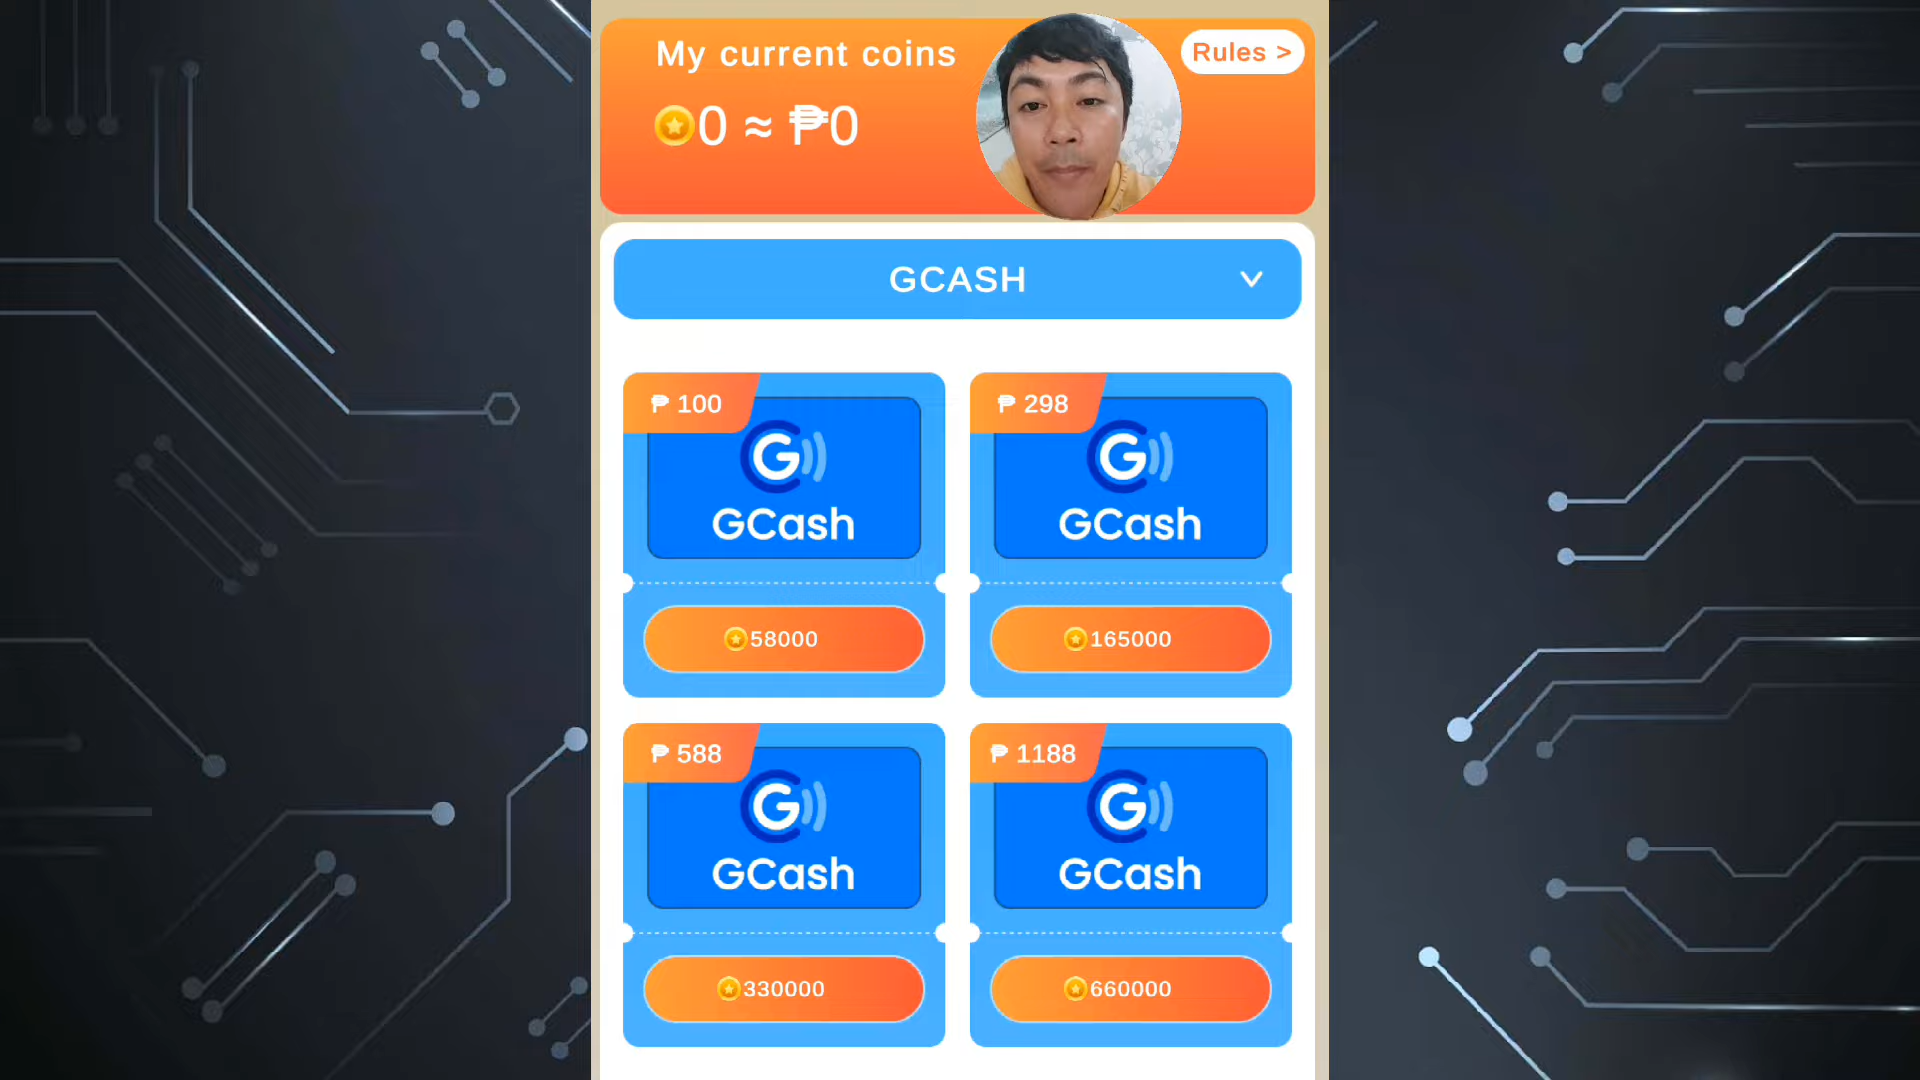 My current coins
Rules >
0 ≈ ₱0
GCASH
₱ 100
GCash
58000
₱ 298
GCash
165000
₱ 588
GCash
330000
₱ 1188
GCash
660000